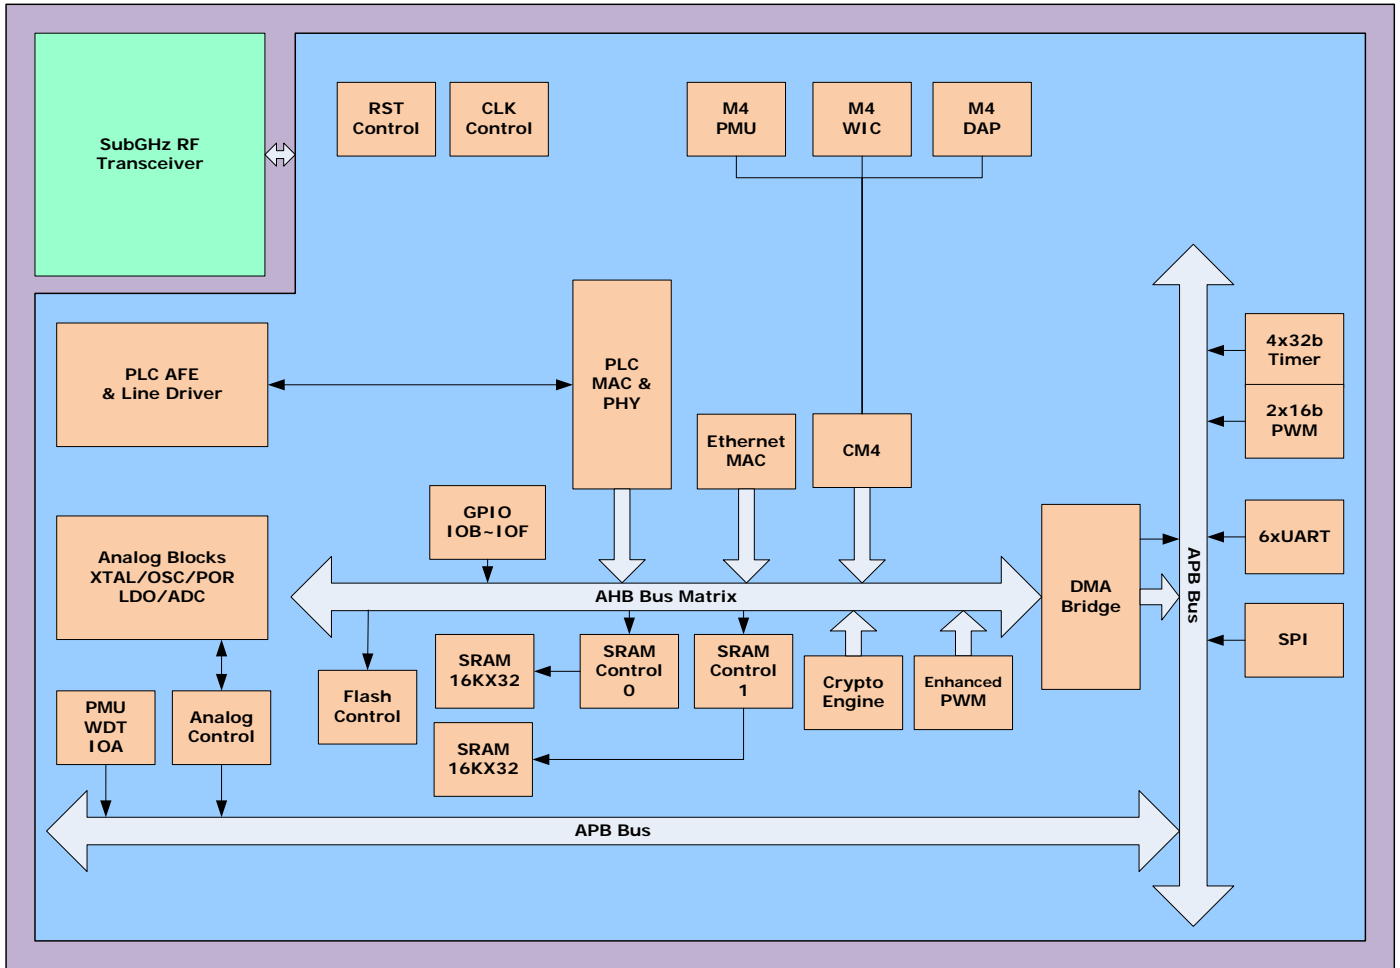 SubGHz RF
Transceiver
RST
Control
CLK
Control
M4
PMU
M4
WIC
M4
DAP
PLC AFE
& Line Driver
PLC
MAC &
PHY
Ethernet
MAC
CM4
4x32b
Timer
2x16b
PWM
6xUART
SPI
GPIO
IOB~IOF
Analog Blocks
XTAL/OSC/POR
LDO/ADC
AHB Bus Matrix
DMA
Bridge
APB Bus
SRAM
16KX32
SRAM
Control
0
SRAM
Control
1
Crypto
Engine
Enhanced
PWM
Flash
Control
PMU
WDT
IOA
Analog
Control
SRAM
16KX32
APB Bus